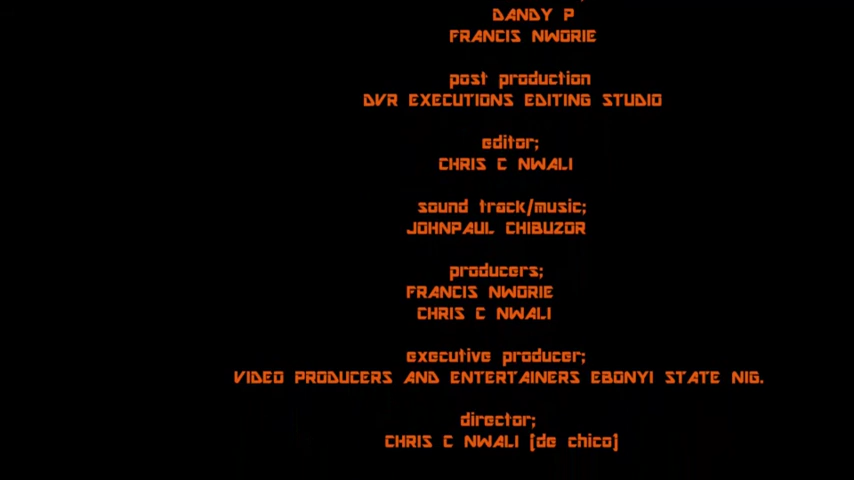 DANDY P
FRANCIS NWORIE
post production
DVR EXECUTIONS EDITING STUDIO
editor;
CHRIS C NWALI
sound track/music;
JOHNPAUL CHIBUZOR
producers;
FRANCIS NWORIE
CHRIS C NWALI
executive producer;
VIDEO PRODUCERS AND ENTERTAINERS EBONYI STATE NIG.
director;
CHRIS C NWALI [de chico]